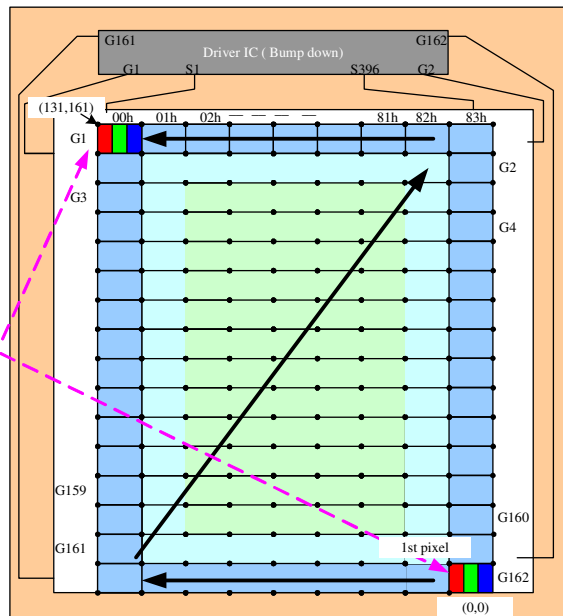 G161
Driver IC ( Bump down)
G162
G1
S1
S396
G2
(131,161)
00h
01h
02h
81h
82h
83h
G1
G2
G3
G4
G159
G160
G161
1st pixel
G162
(0,0)